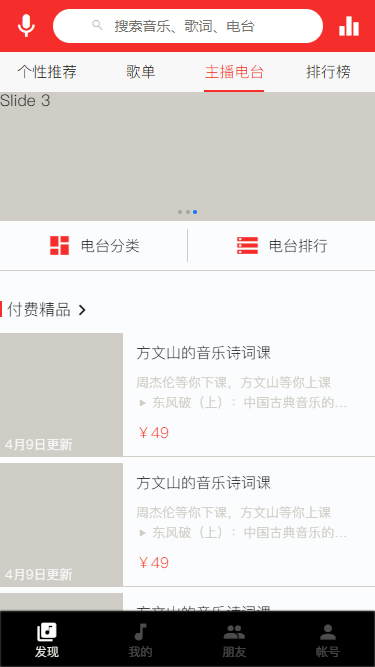 搜索音乐、歌词、电台
个性推荐 歌单 主播电台 排行榜
Slide 3
电台分类 电台排行
付费精品
方文山的音乐诗词课
周杰伦等你下课，方文山等你上课
东风破（上）：中国古典音乐的...
￥49
4月9日更新
方文山的音乐诗词课
周杰伦等你下课，方文山等你上课
东风破（上）：中国古典音乐的...
￥49
4月9日更新
方文山的音乐诗词课
发现 我的 朋友 帐号